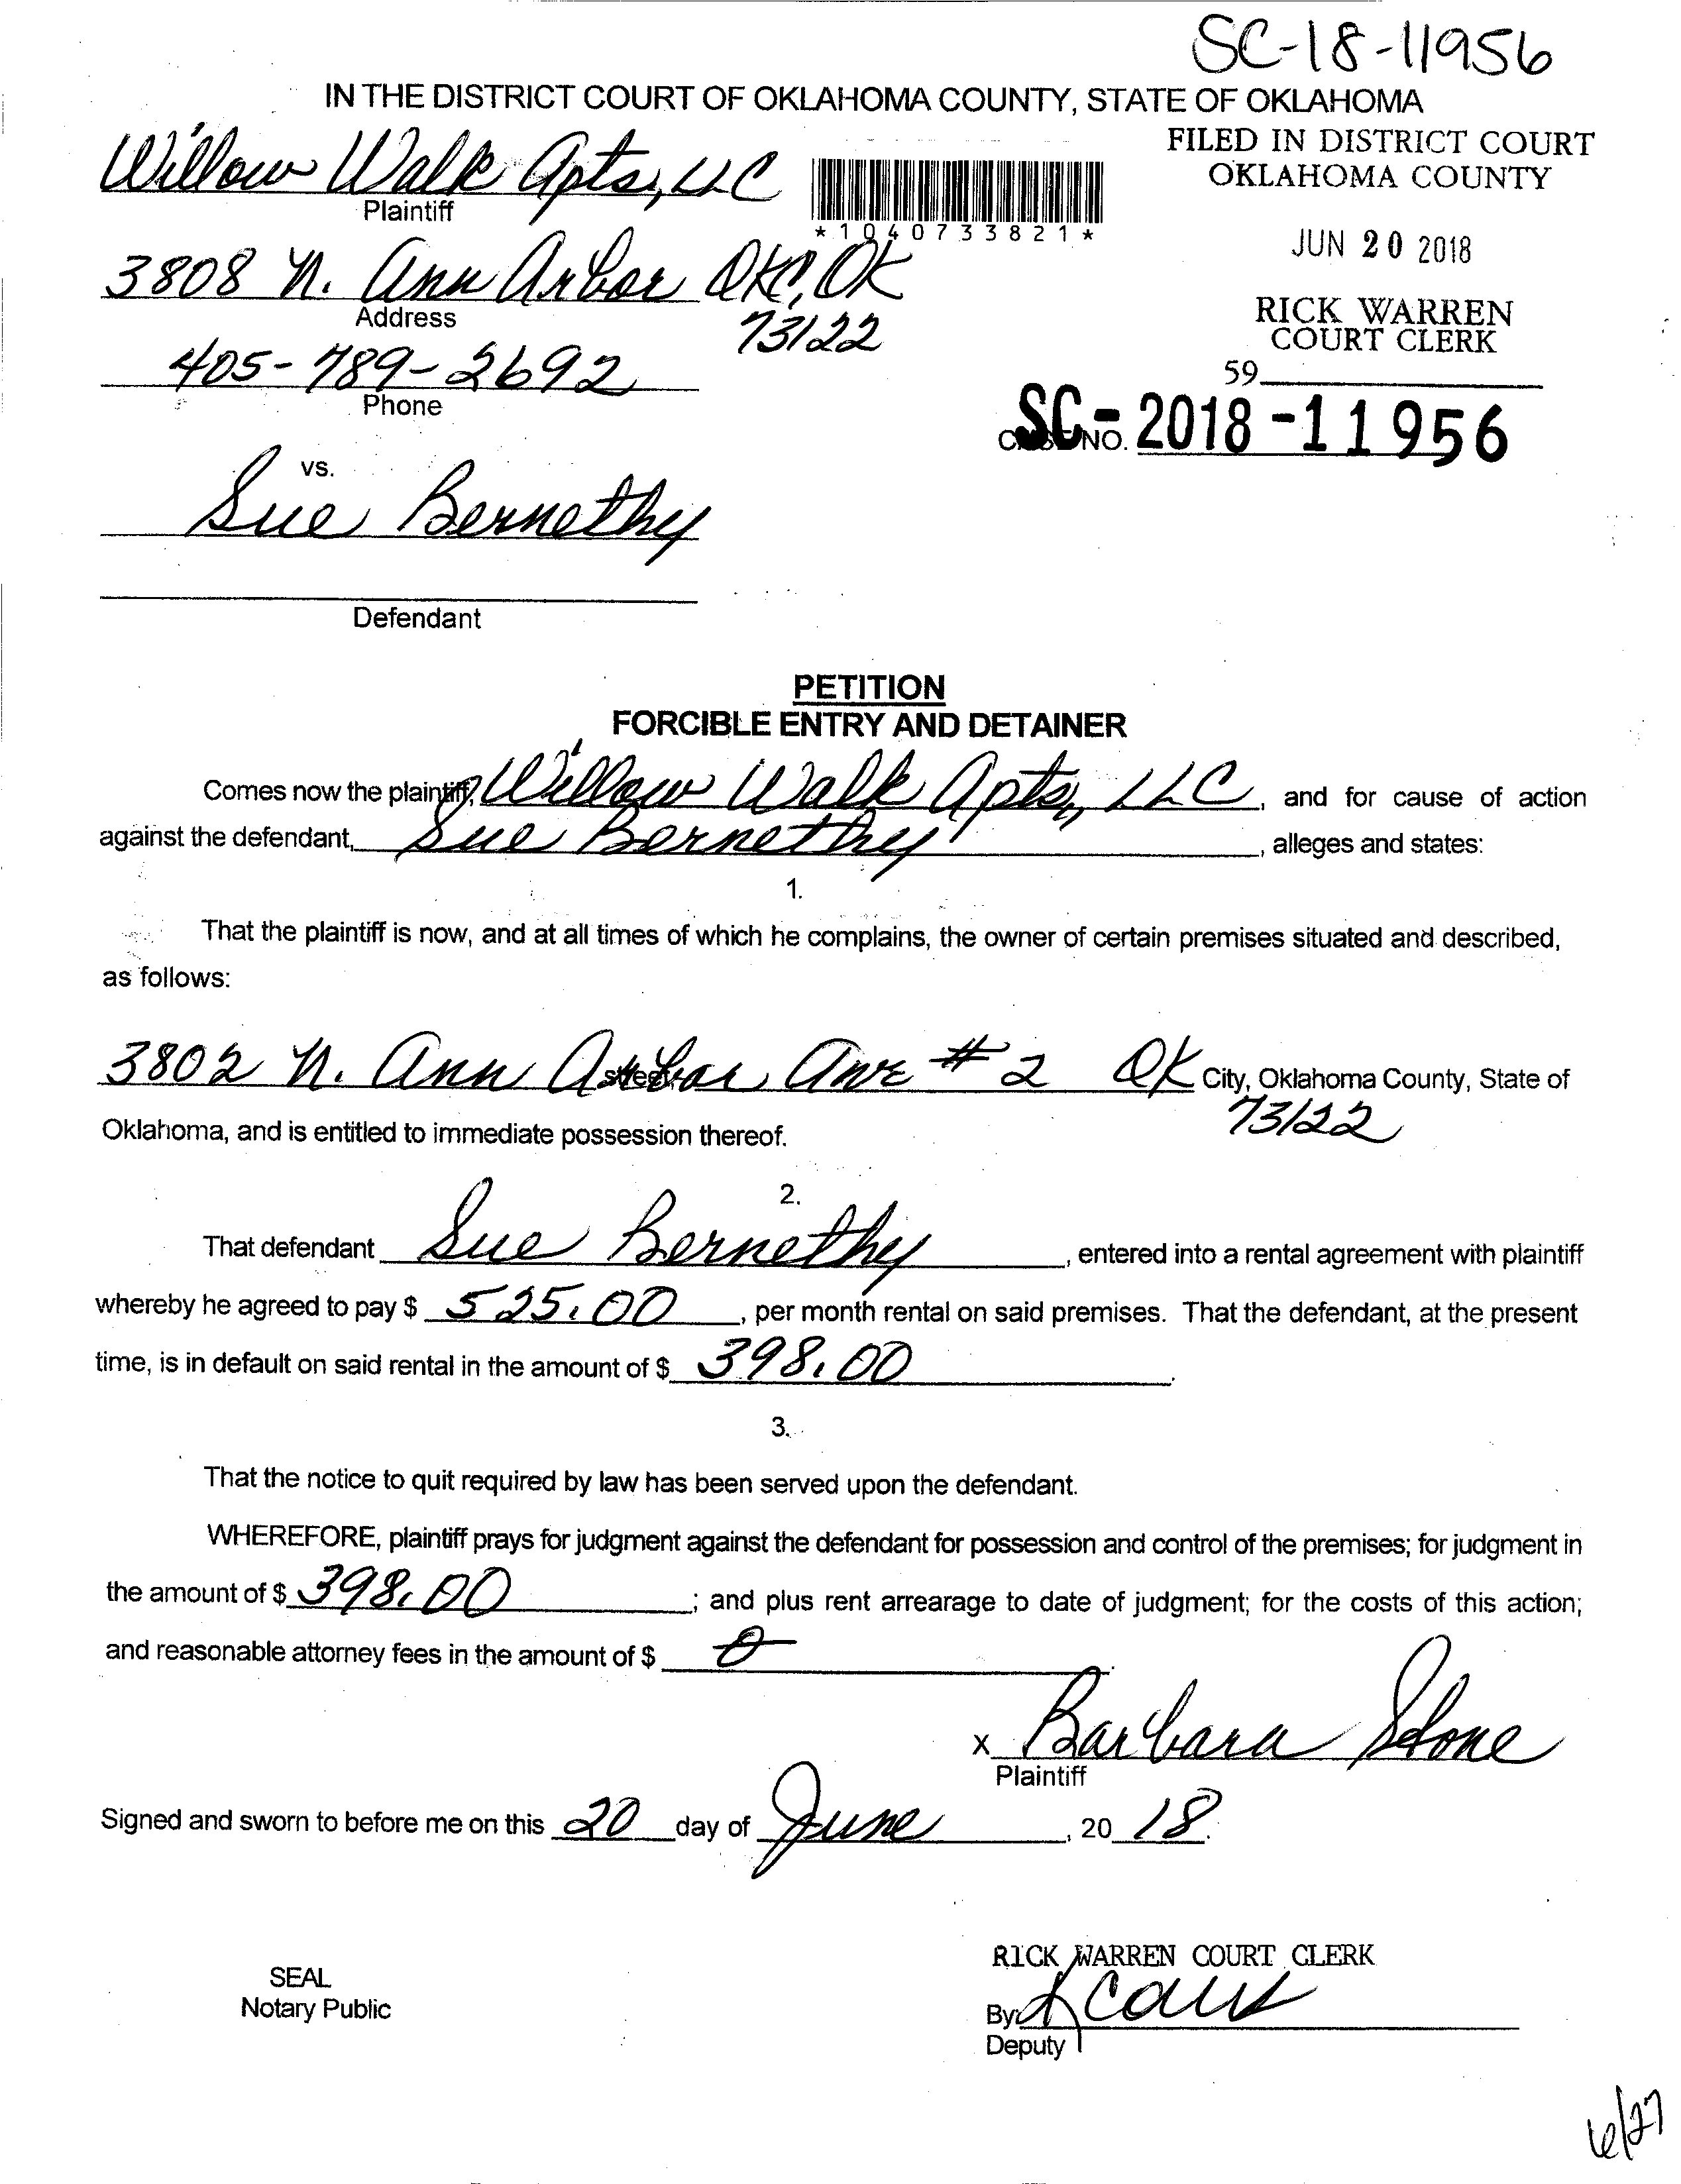 SC-18-11956
IN THE DISTRICT COURT OF OKLAHOMA COUNTY, STATE OF OKLAHOMA
Willow Walk Apts, LLC
Plaintiff
*1040733821*
FILED IN DISTRICT COURT
OKLAHOMA COUNTY
JUN 20 2018
RICK WARREN
COURT CLERK
59
3808 N. Ann Arbor OKC, OK
73122
Address
405-789-2692
Phone
SC-2018-11956
NO.
vs.
Sue Bernethy
Defendant
PETITION
FORCIBLE ENTRY AND DETAINER
Comes now the plaintiff, Willow Walk Apts, LLC, and for cause of action
against the defendant, Sue Bernethy, alleges and states:
1.
That the plaintiff is now, and at all times of which he complains, the owner of certain premises situated and described,
as follows:
3802 N. Ann Arbor Ave #2 OK City, Oklahoma County, State of
73122
Oklahoma, and is entitled to immediate possession thereof.
2.
That defendant Sue Bernethy, entered into a rental agreement with plaintiff
whereby he agreed to pay $ 525.00, per month rental on said premises. That the defendant, at the present
time, is in default on said rental in the amount of $ 398.00.
3.
That the notice to quit required by law has been served upon the defendant.
WHEREFORE, plaintiff prays for judgment against the defendant for possession and control of the premises; for judgment in
the amount of $ 398.00; and plus rent arrearage to date of judgment; for the costs of this action;
and reasonable attorney fees in the amount of $ 0.
X Barbara Stone
Plaintiff
Signed and sworn to before me on this 20 day of June, 20 18.
SEAL
Notary Public
RICK WARREN COURT CLERK
By:
Deputy
6/27